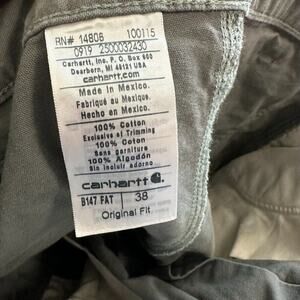 RN# 14806 100115
0919 2500032430
Carhartt, Inc., PO Box 600
Dearborn, MI 48121 USA
carhartt.com
Made in Mexico.
Fabriqué au Mexique.
Hecho en Mexico.
100% Cotton
Exclusive of Trimming
100% Coton
Sans garniture
100% Algodón
Sin incluir adorno
carhartt
B147 FAT 38
Original Fit